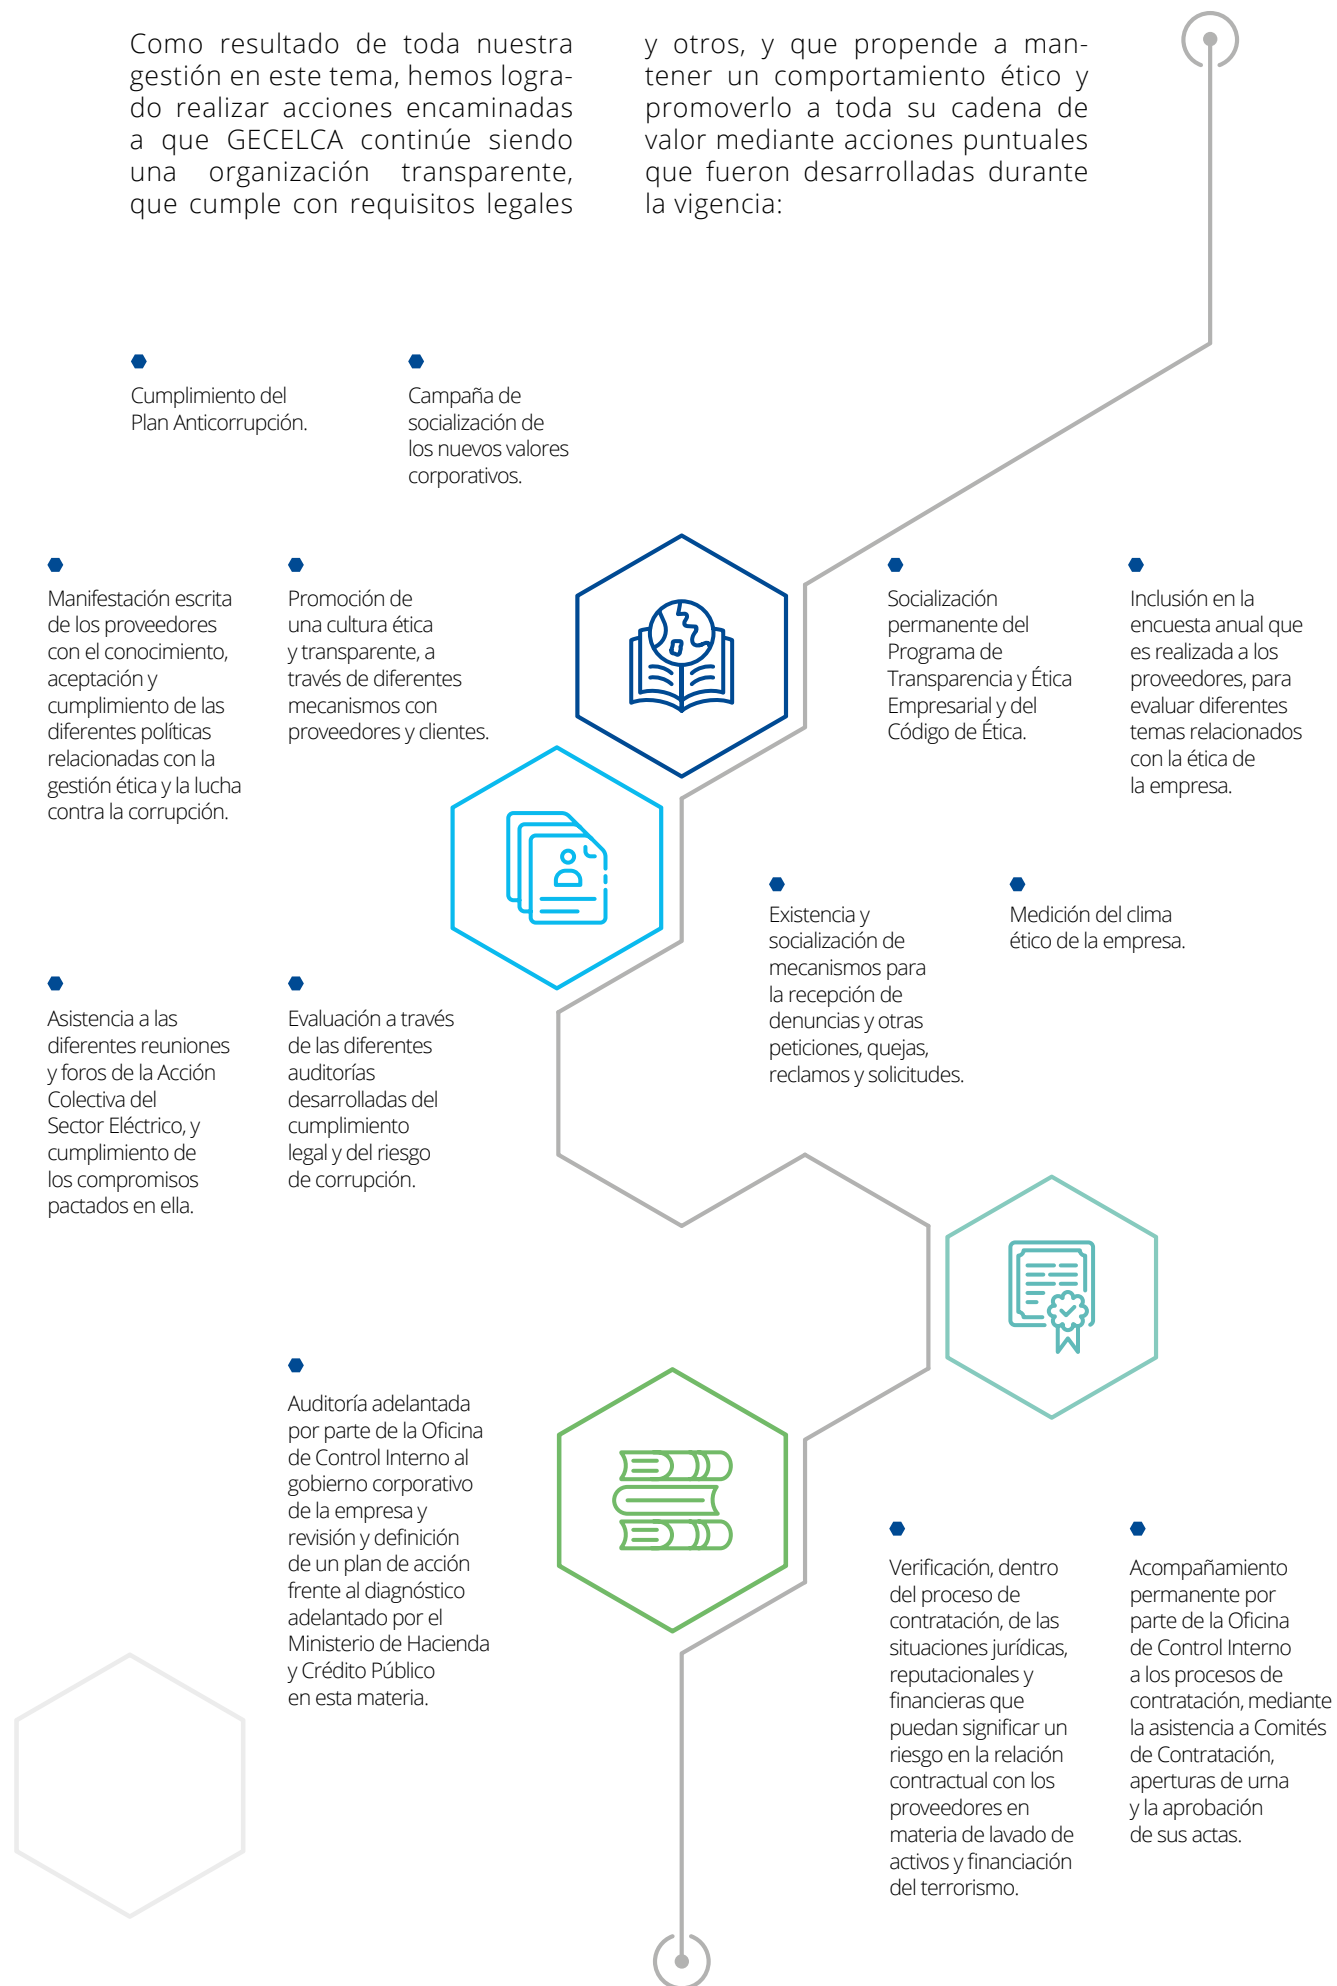 Como resultado de toda nuestra
gestión en este tema, hemos logra-
do realizar acciones encaminadas
a que GECELCA continúe siendo
una organización transparente,
que cumple con requisitos legales
y otros, y que propende a man-
tener un comportamiento ético y
promoverlo a toda su cadena de
valor mediante acciones puntuales
que fueron desarrolladas durante
la vigencia:
Cumplimiento del
Plan Anticorrupción.
Campaña de
socialización de
los nuevos valores
corporativos.
Manifestación escrita
de los proveedores
con el conocimiento,
aceptación y
cumplimiento de las
diferentes políticas
relacionadas con la
gestión ética y la lucha
contra la corrupción.
Promoción de
una cultura ética
y transparente, a
través de diferentes
mecanismos con
proveedores y clientes.
Socialización
permanente del
Programa de
Transparencia y Ética
Empresarial y del
Código de Ética.
Inclusión en la
encuesta anual que
es realizada a los
proveedores, para
evaluar diferentes
temas relacionados
con la ética de
la empresa.
Existencia y
socialización de
mecanismos para
la recepción de
denuncias y otras
peticiones, quejas,
reclamos y solicitudes.
Medición del clima
ético de la empresa.
Asistencia a las
diferentes reuniones
y foros de la Acción
Colectiva del
Sector Eléctrico, y
cumplimiento de
los compromisos
pactados en ella.
Evaluación a través
de las diferentes
auditorías
desarrolladas del
cumplimiento
legal y del riesgo
de corrupción.
Auditoría adelantada
por parte de la Oficina
de Control Interno al
gobierno corporativo
de la empresa y
revisión y definición
de un plan de acción
frente al diagnóstico
adelantado por el
Ministerio de Hacienda
y Crédito Público
en esta materia.
Verificación, dentro
del proceso de
contratación, de las
situaciones jurídicas,
reputacionales y
financieras que
puedan significar un
riesgo en la relación
contractual con los
proveedores en
materia de lavado de
activos y financiación
del terrorismo.
Acompañamiento
permanente por
parte de la Oficina
de Control Interno
a los procesos de
contratación, mediante
la asistencia a Comités
de Contratación,
aperturas de urna
y la aprobación
de sus actas.